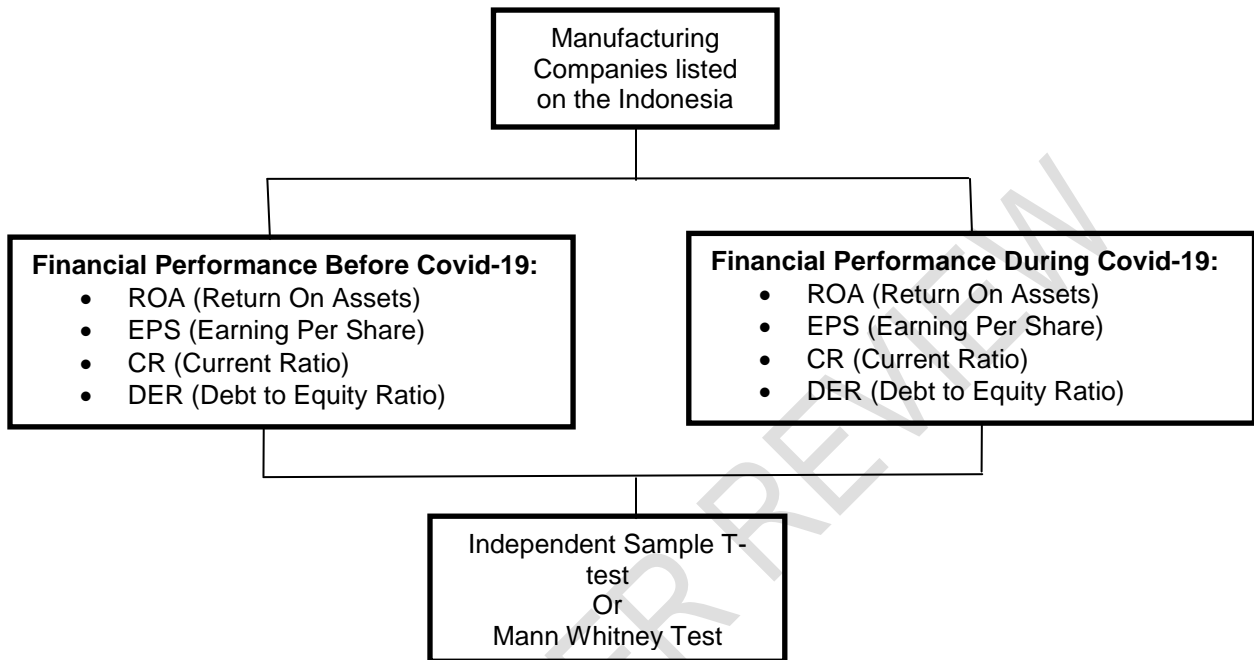 Manufacturing
Companies listed
on the Indonesia
Financial Performance Before Covid-19:
• ROA (Return On Assets)
• EPS (Earning Per Share)
• CR (Current Ratio)
• DER (Debt to Equity Ratio)
Financial Performance During Covid-19:
• ROA (Return On Assets)
• EPS (Earning Per Share)
• CR (Current Ratio)
• DER (Debt to Equity Ratio)
Independent Sample T-
test
Or
Mann Whitney Test
ER REVIEW